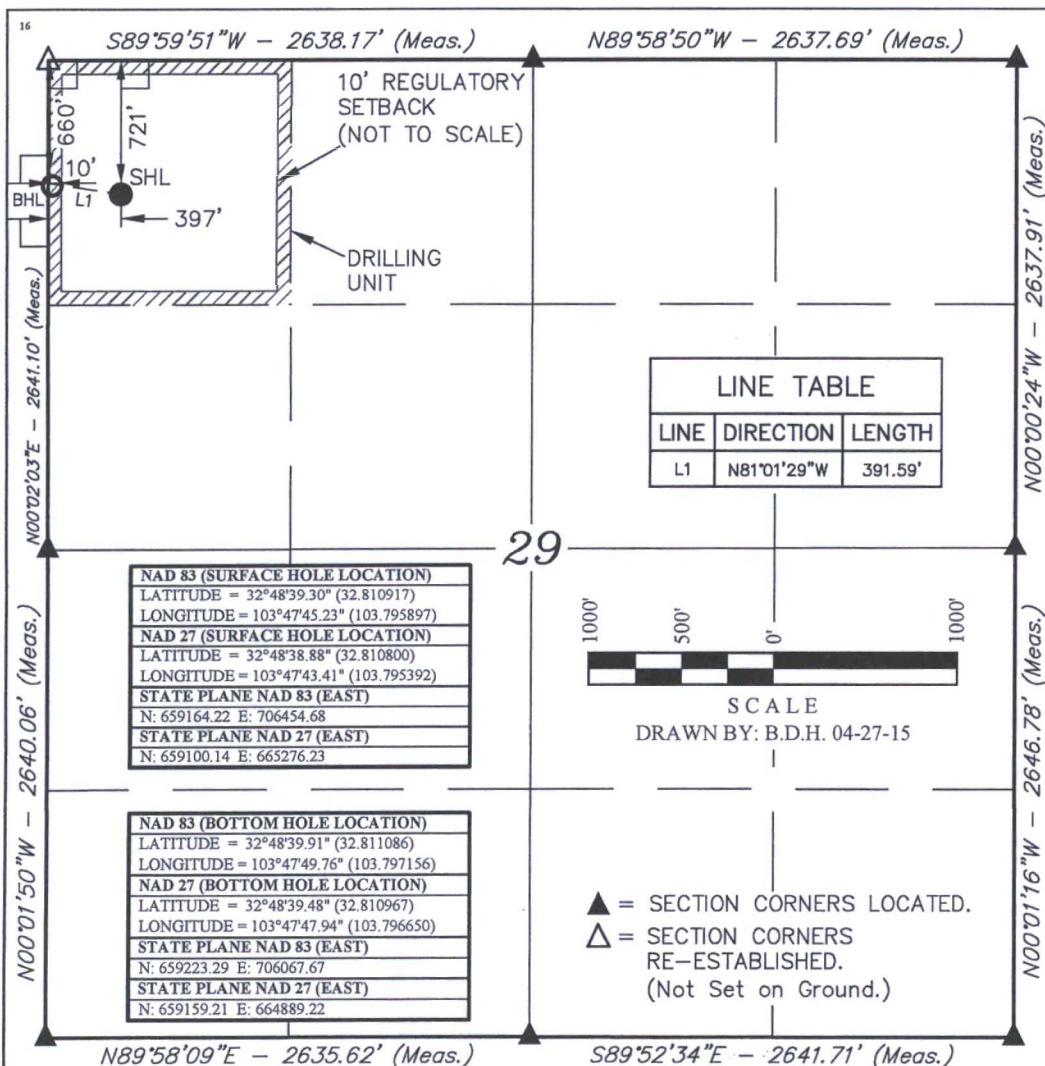 16
S89°59'51"W – 2638.17' (Meas.)
N89°58'50"W – 2637.69' (Meas.)
10' REGULATORY
SETBACK
(NOT TO SCALE)
660'
721'
10'
SHL
BHL
L1
397'
DRILLING
UNIT
N00°02'03"E – 2641.10' (Meas.)
N00°00'24"W – 2637.91' (Meas.)
LINE TABLE
LINE DIRECTION LENGTH
L1 N81°01'29"W 391.59'
29
NAD 83 (SURFACE HOLE LOCATION)
LATITUDE = 32°48'39.30" (32.810917)
LONGITUDE = 103°47'45.23" (103.795897)
NAD 27 (SURFACE HOLE LOCATION)
LATITUDE = 32°48'38.88" (32.810800)
LONGITUDE = 103°47'43.41" (103.795392)
STATE PLANE NAD 83 (EAST)
N: 659164.22 E: 706454.68
STATE PLANE NAD 27 (EAST)
N: 659100.14 E: 665276.23
1000' 500' 0' 1000'
SCALE
DRAWN BY: B.D.H. 04-27-15
N00°01'50"W – 2640.06' (Meas.)
N00°01'16"W – 2646.78' (Meas.)
NAD 83 (BOTTOM HOLE LOCATION)
LATITUDE = 32°48'39.91" (32.811086)
LONGITUDE = 103°47'49.76" (103.797156)
NAD 27 (BOTTOM HOLE LOCATION)
LATITUDE = 32°48'39.48" (32.810967)
LONGITUDE = 103°47'47.94" (103.796650)
STATE PLANE NAD 83 (EAST)
N: 659223.29 E: 706067.67
STATE PLANE NAD 27 (EAST)
N: 659159.21 E: 664889.22
▲ = SECTION CORNERS LOCATED.
△ = SECTION CORNERS
RE-ESTABLISHED.
(Not Set on Ground.)
N89°58'09"E – 2635.62' (Meas.)
S89°52'34"E – 2641.71' (Meas.)